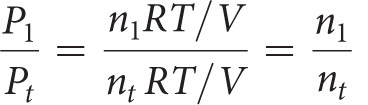 P₁/Pₜ = (n₁RT/V)/(nₜRT/V) = n₁/nₜ